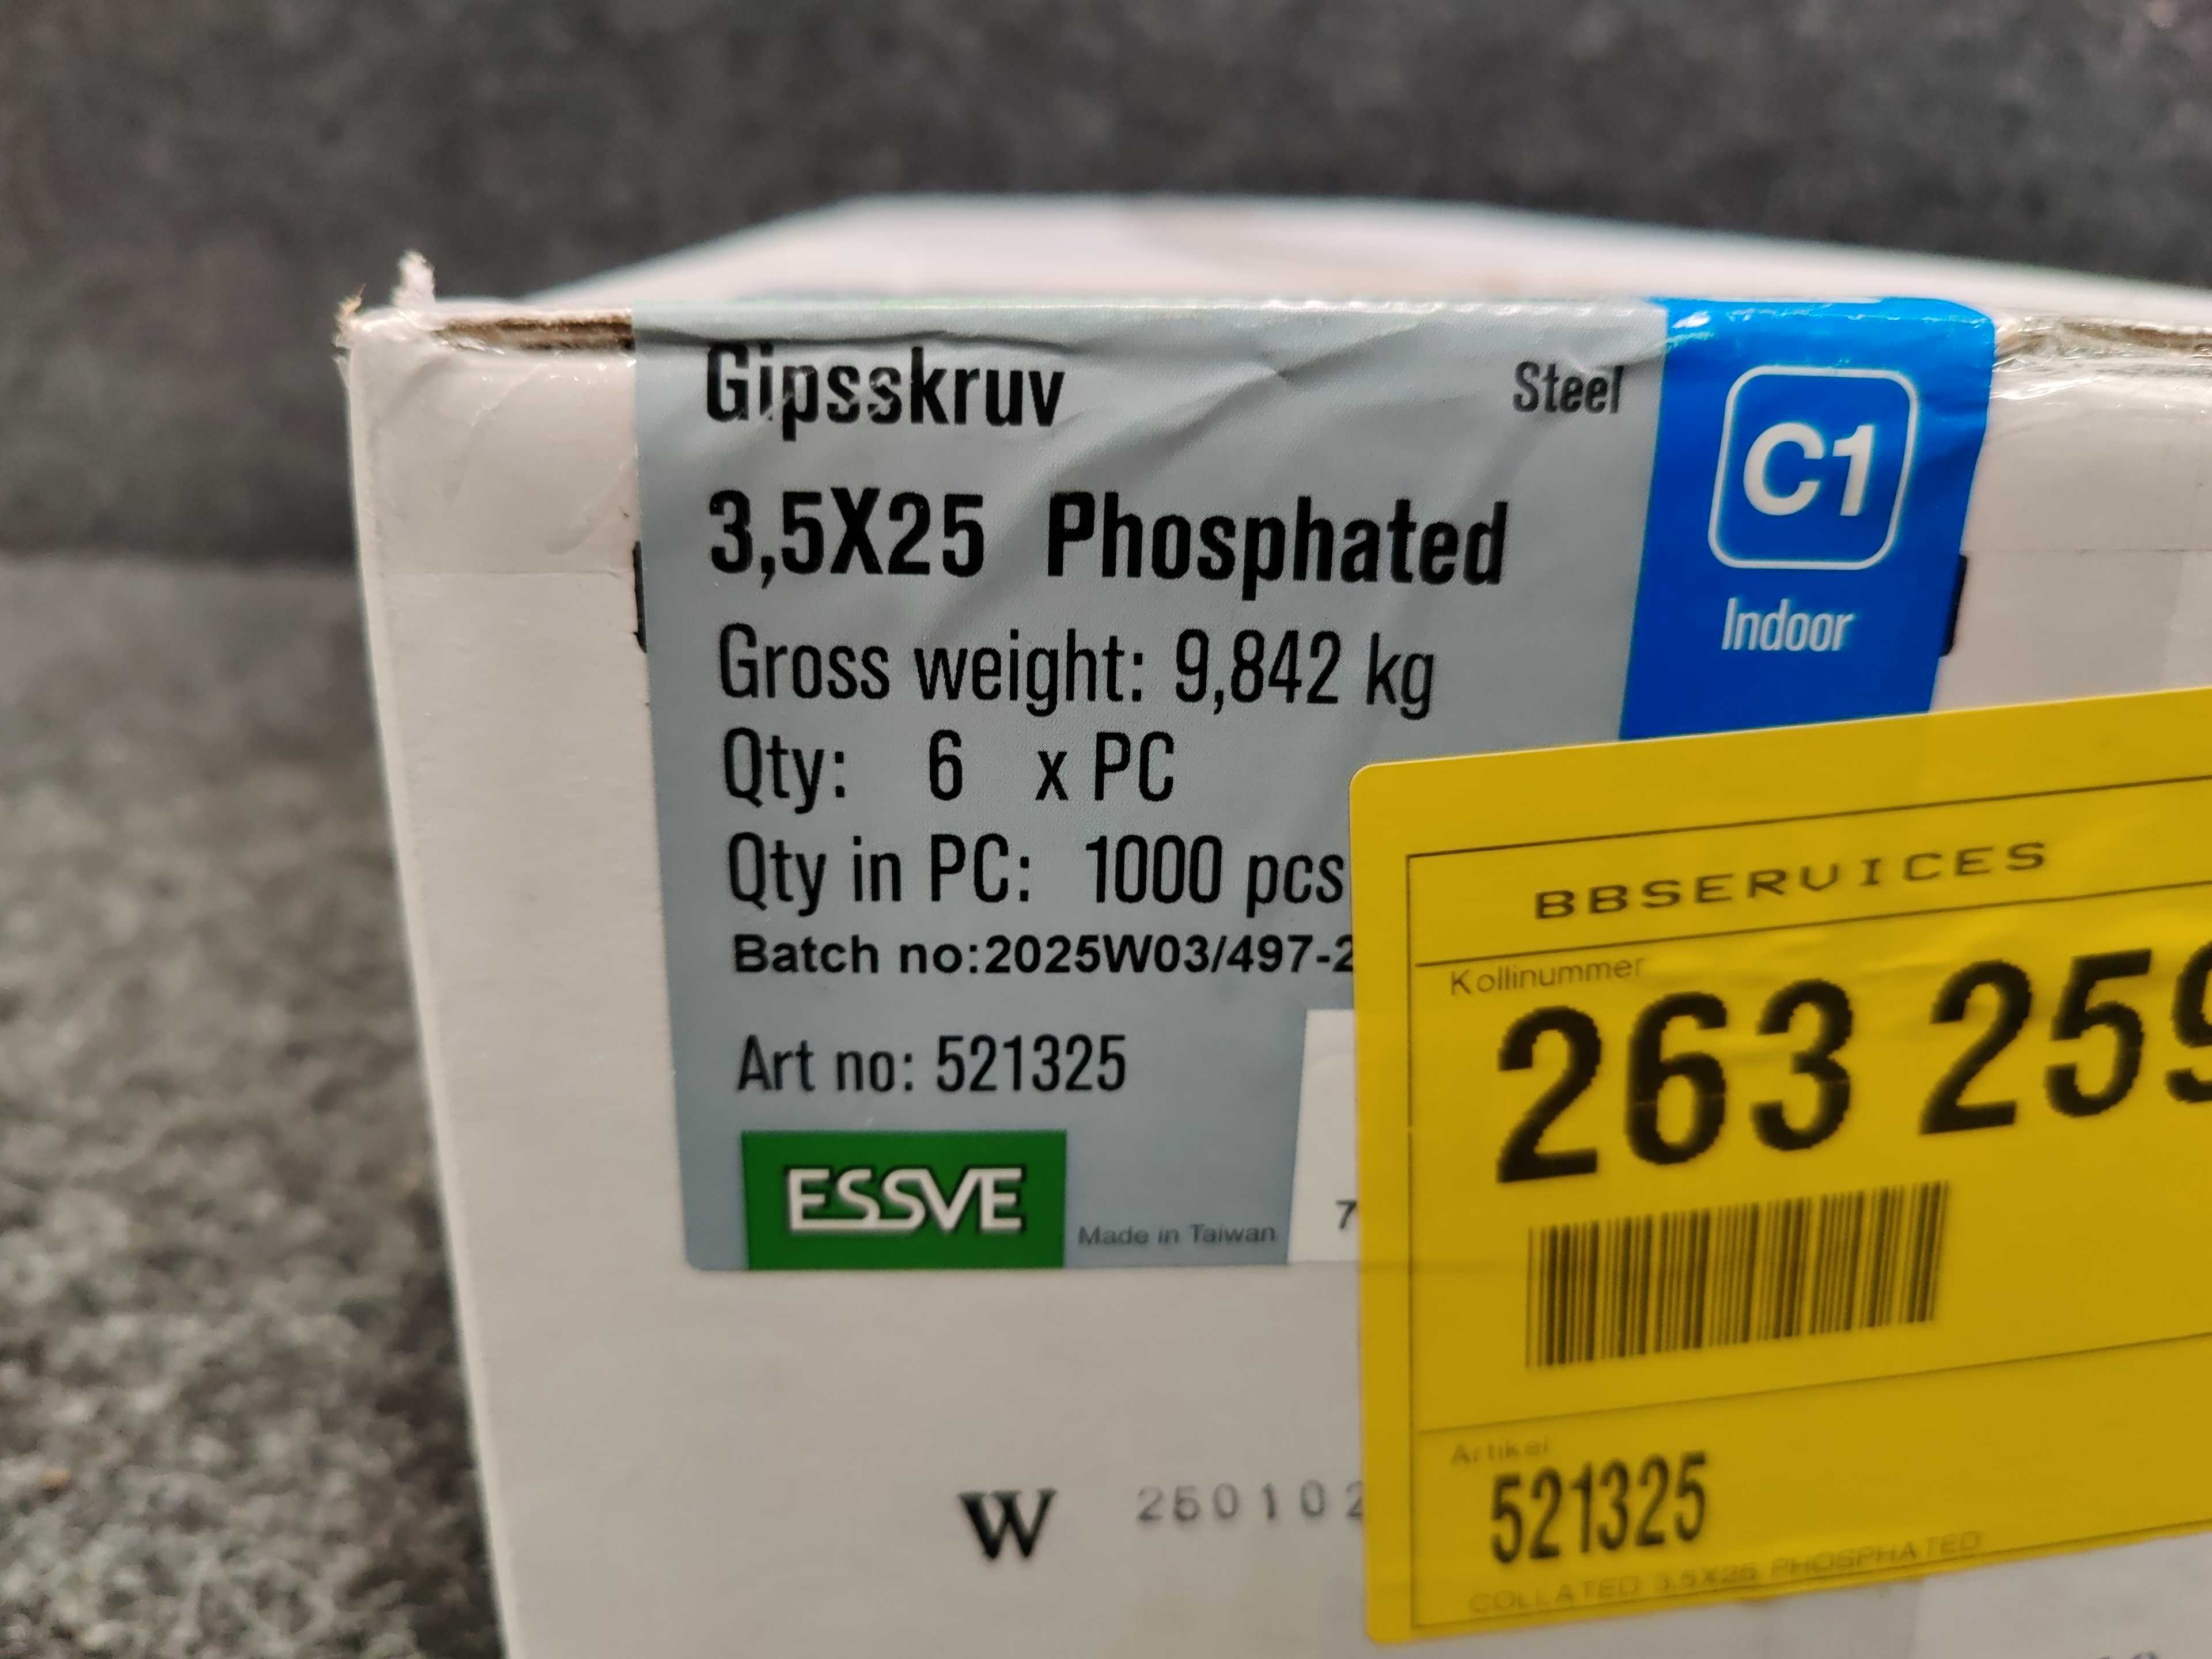 Gipsskruv
Steel
C1
Indoor
3,5X25 Phosphated
Gross weight: 9,842 kg
Qty: 6 x PC
Qty in PC: 1000 pcs
Batch no:2025W03/497-2
Art no: 521325
ESSVE
Made in Taiwan
7
W 250102
BBSERVICES
Kollinummer
263 259
Artikel
521325
COLLATED 3,5X25 PHOSPHATED